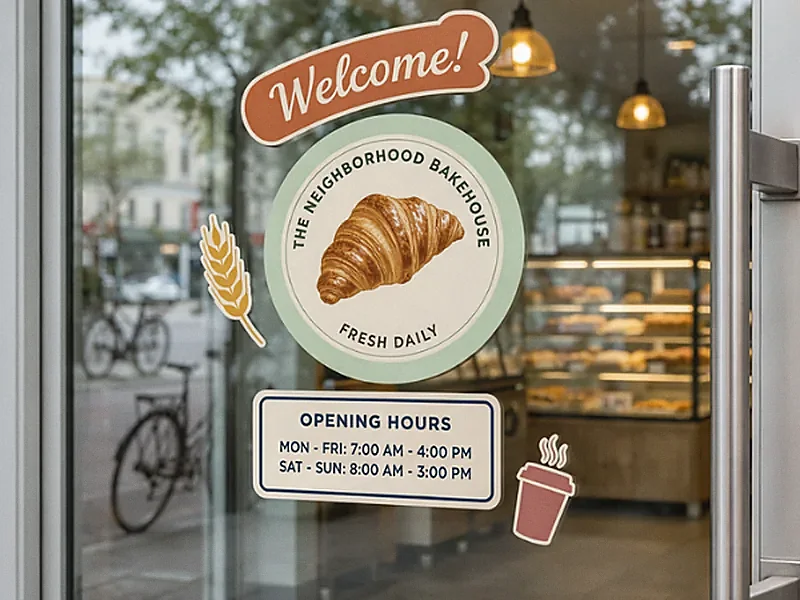 Welcome!
THE NEIGHBORHOOD BAKEHOUSE
FRESH DAILY
OPENING HOURS
MON - FRI: 7:00 AM - 4:00 PM
SAT - SUN: 8:00 AM - 3:00 PM